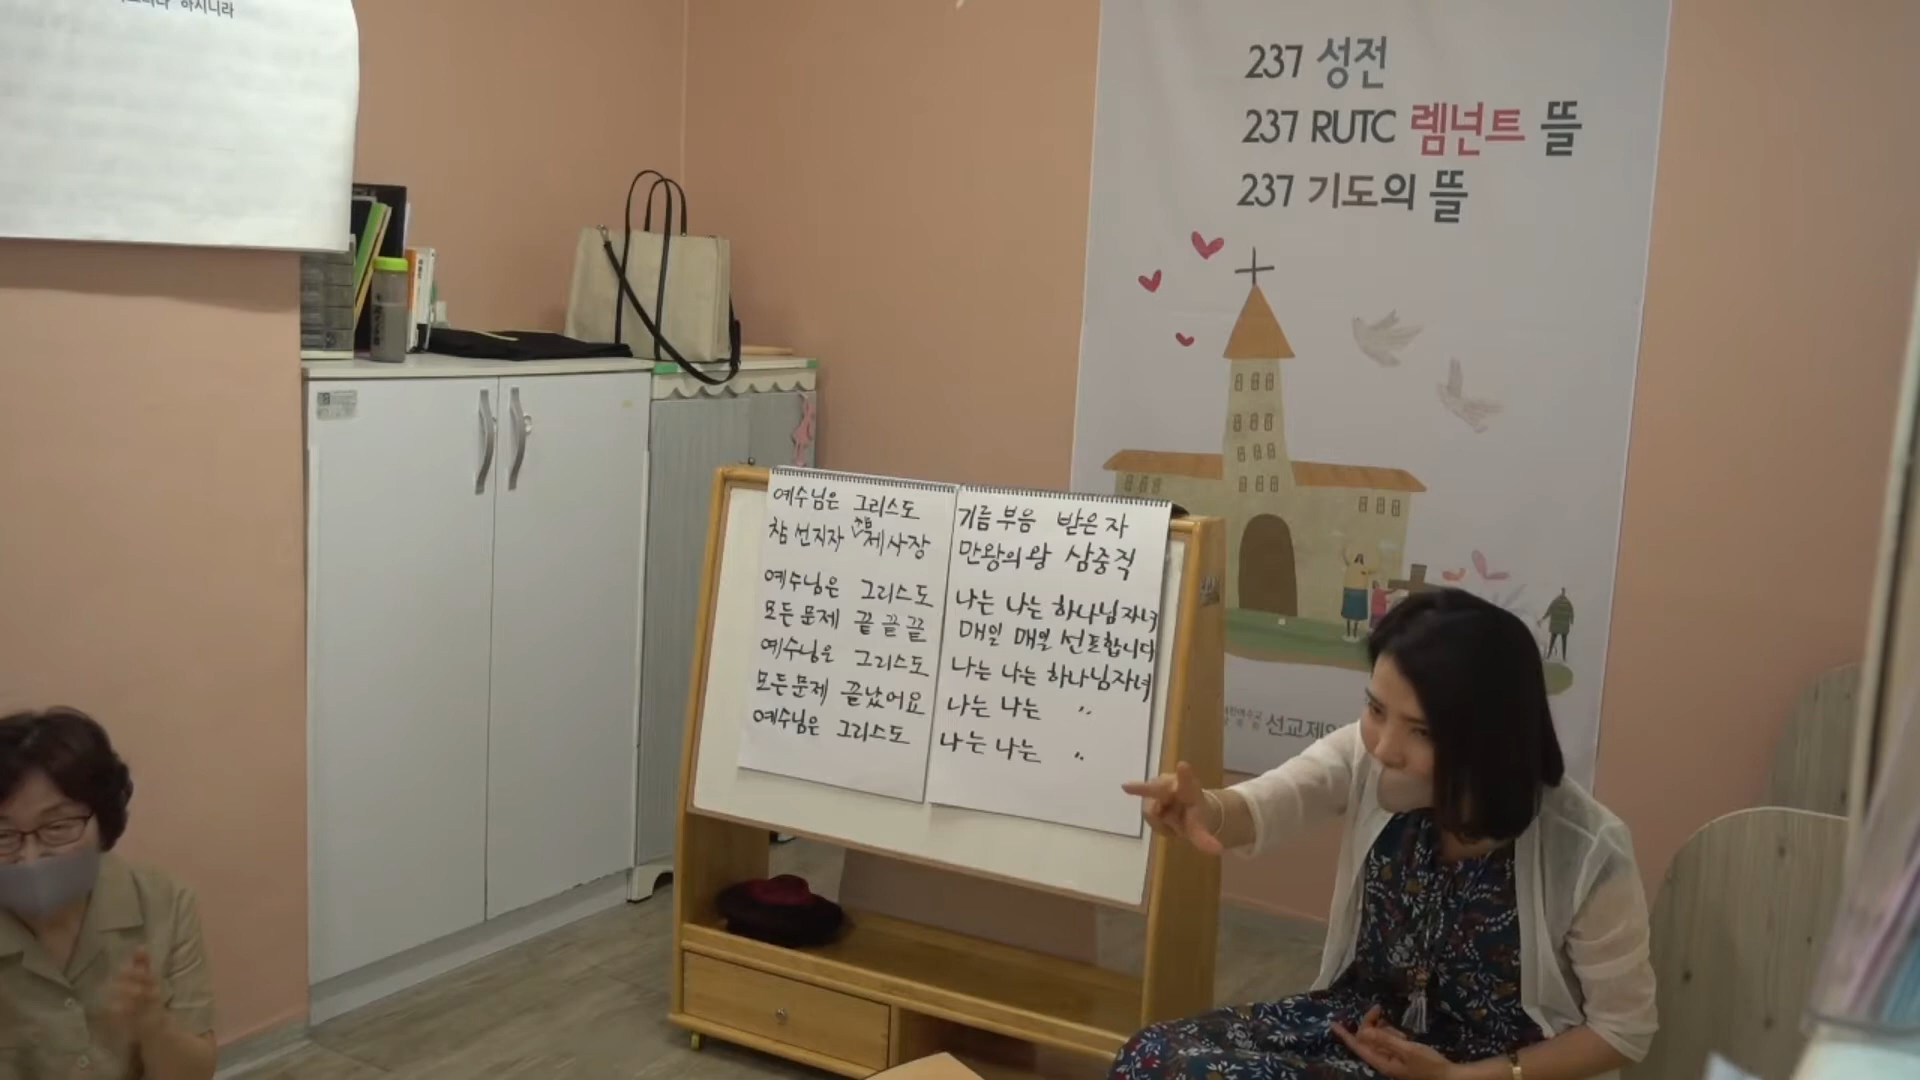 하시니라
237 성전
237 RUTC 렘넌트 뜰
237 기도의 뜰
예수님은 그리스도
참 선지자 참 제사장
예수님은 그리스도
모든 문제 끝 끝 끝
예수님은 그리스도
모든문제 끝났어요
예수님은 그리스도
기름부음 받은자
만왕의왕 삼중직
나는 나는 하나님자녀
매일 매일 선포합니다
나는 나는 하나님자녀
나는 나는 〃
나는 나는 〃
선교제